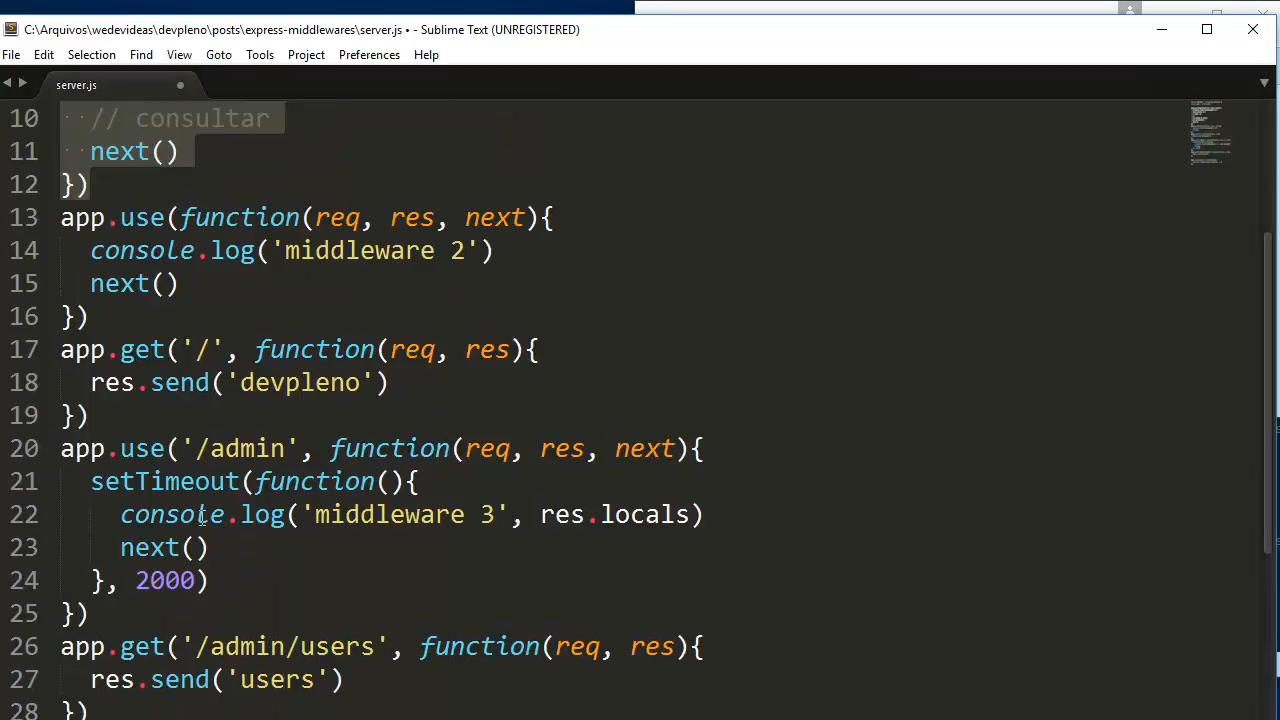 C:\Arquivos\wedevideas\devpleno\posts\express-middlewares\server.js • - Sublime Text (UNREGISTERED)
File Edit Selection Find View Goto Tools Project Preferences Help
server.js
10 // consultar
11 next()
12 })
13 app.use(function(req, res, next){
14 console.log('middleware 2')
15 next()
16 })
17 app.get('/', function(req, res){
18 res.send('devpleno')
19 })
20 app.use('/admin', function(req, res, next){
21 setTimeout(function(){
22 console.log('middleware 3', res.locals)
23 next()
24 }, 2000)
25 })
26 app.get('/admin/users', function(req, res){
27 res.send('users')
28 })